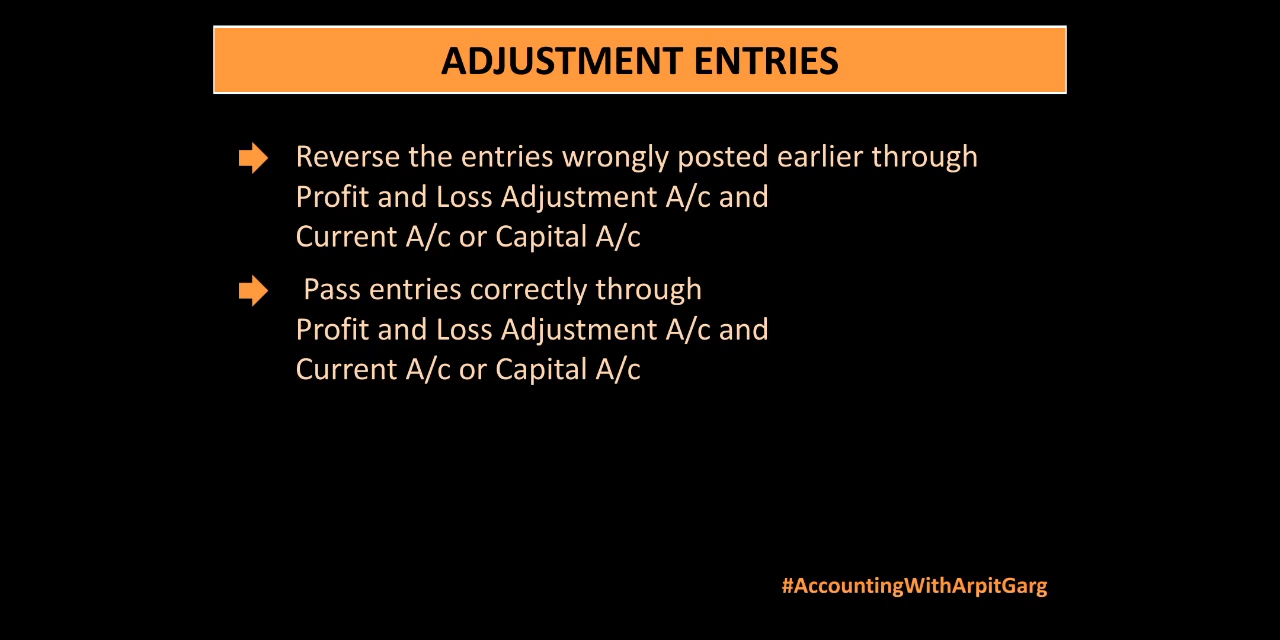 ADJUSTMENT ENTRIES
Reverse the entries wrongly posted earlier through
Profit and Loss Adjustment A/c and
Current A/c or Capital A/c
Pass entries correctly through
Profit and Loss Adjustment A/c and
Current A/c or Capital A/c
#AccountingWithArpitGarg